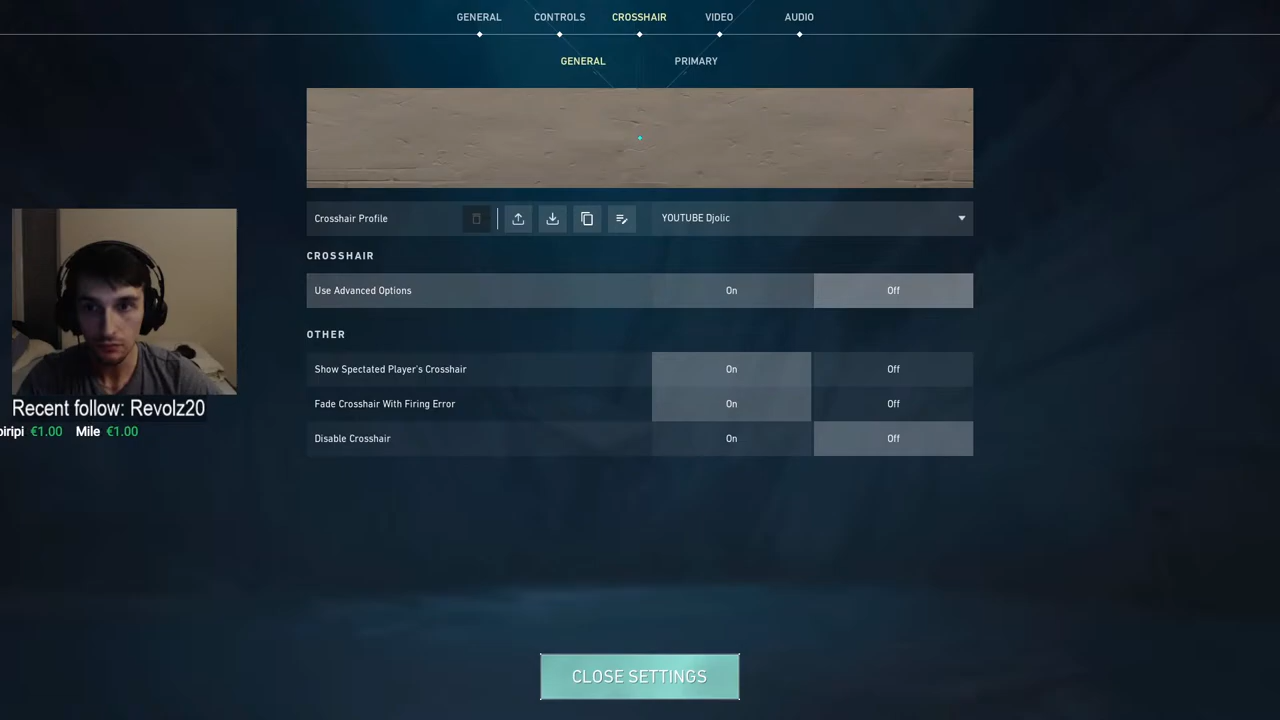 GENERAL CONTROLS CROSSHAIR VIDEO AUDIO
GENERAL PRIMARY
Crosshair Profile YOUTUBE Djolic
CROSSHAIR
Use Advanced Options On Off
OTHER
Show Spectated Player's Crosshair On Off
Fade Crosshair With Firing Error On Off
Disable Crosshair On Off
Recent follow: Revolz20
piripi €1.00 Mile €1.00
CLOSE SETTINGS